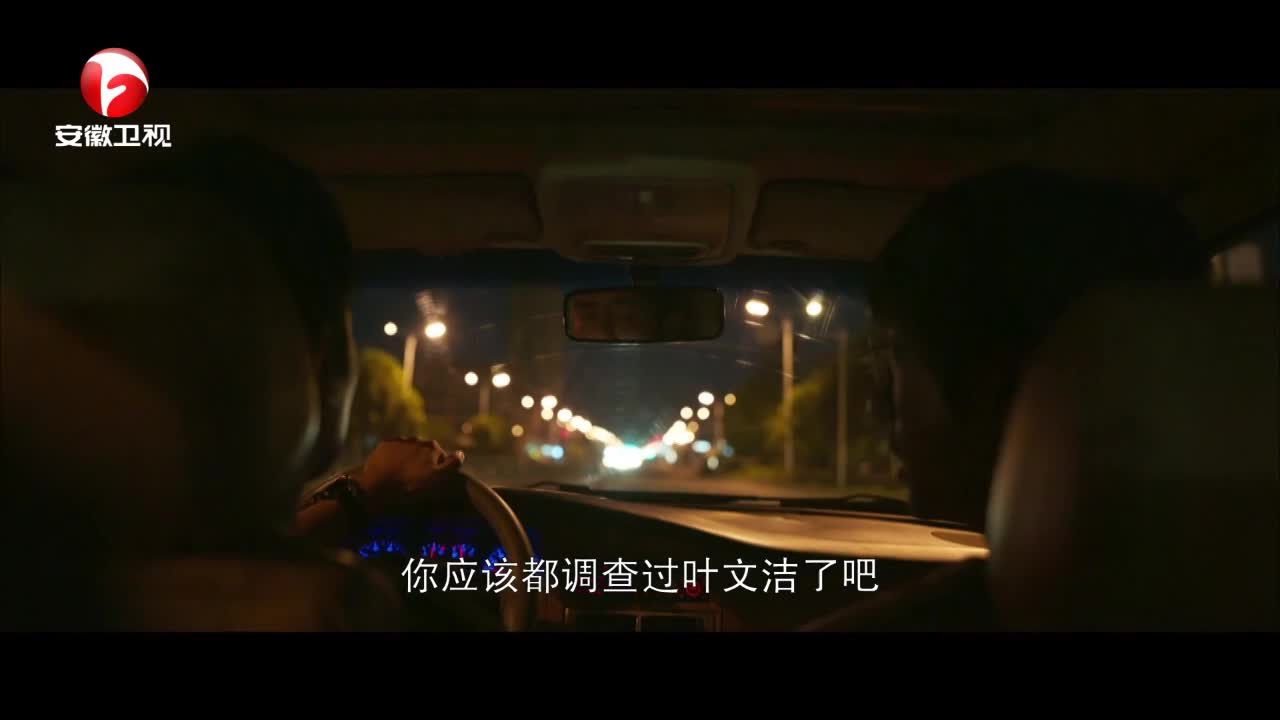 安徽卫视
你应该都调查过叶文洁了吧